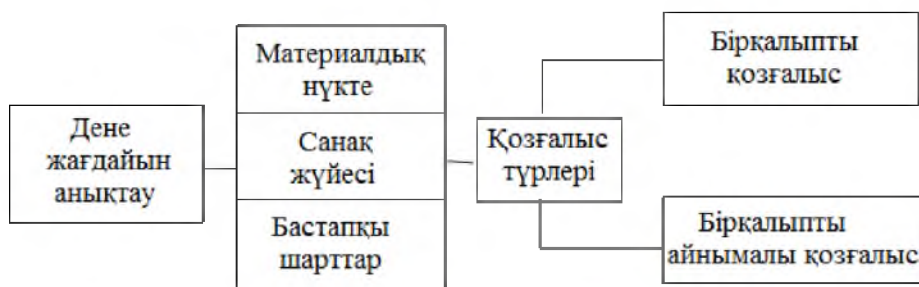 Дене
жағдайын
анықтау
Материалдық
нүкте
Санақ
жүйесі
Бастапқы
шарттар
Қозғалыс
түрлері
Бірқалыпты
қозғалыс
Бірқалыпты
айнымалы қозғалыс